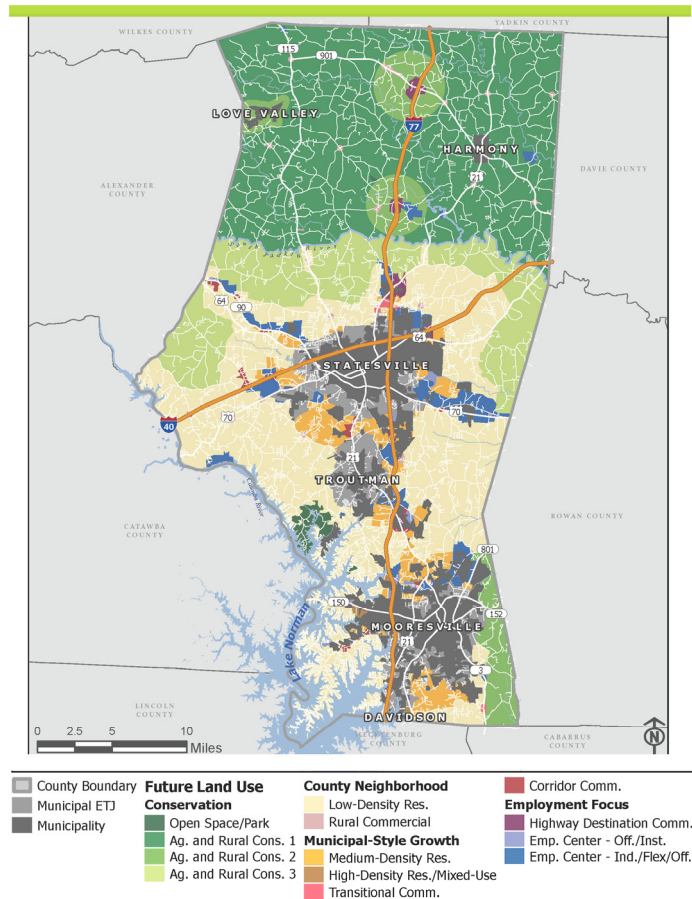 WILKES COUNTY
YADKIN COUNTY
115
901
LOVE VALLEY
77
HARMONY
21
ALEXANDER
COUNTY
DAVIE COUNTY
South Yadkin River
64
90
64
STATESVILLE
70
70
40
21
TROUTMAN
Catawba River
CATAWBA
COUNTY
ROWAN COUNTY
801
150
152
MOORESVILLE
Lake Norman
21
3
LINCOLN
COUNTY
DAVIDSON
MECKLENBURG
COUNTY
CABARRUS
COUNTY
0 2.5 5 10
Miles
N
County Boundary
Municipal ETJ
Municipality
Future Land Use
Conservation
Open Space/Park
Ag. and Rural Cons. 1
Ag. and Rural Cons. 2
Ag. and Rural Cons. 3
County Neighborhood
Low-Density Res.
Rural Commercial
Municipal-Style Growth
Medium-Density Res.
High-Density Res./Mixed-Use
Transitional Comm.
Corridor Comm.
Employment Focus
Highway Destination Comm.
Emp. Center - Off./Inst.
Emp. Center - Ind./Flex/Off.